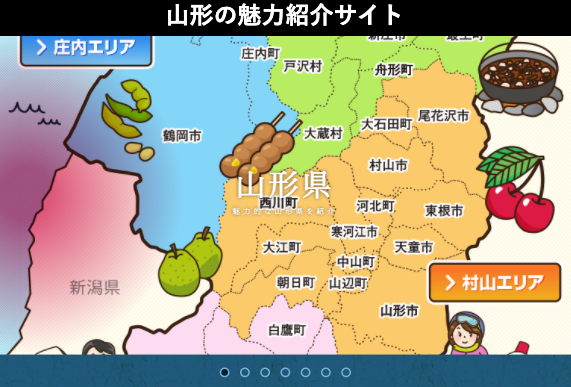 山形の魅力紹介サイト
庄内エリア
庄内町
戸沢村
舟形町
鶴岡市
大蔵村
大石田町
尾花沢市
村山市
山形県
西川町
魅力的な山形県を紹介
河北町
東根市
寒河江市
大江町
天童市
中山町
新潟県
朝日町
山辺町
村山エリア
山形市
白鷹町